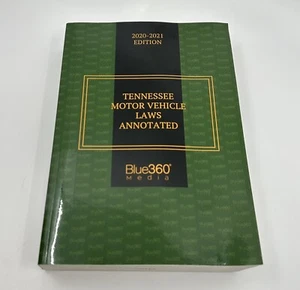 2020-2021
EDITION
TENNESSEE
MOTOR VEHICLE
LAWS
ANNOTATED
Blue360°
Media